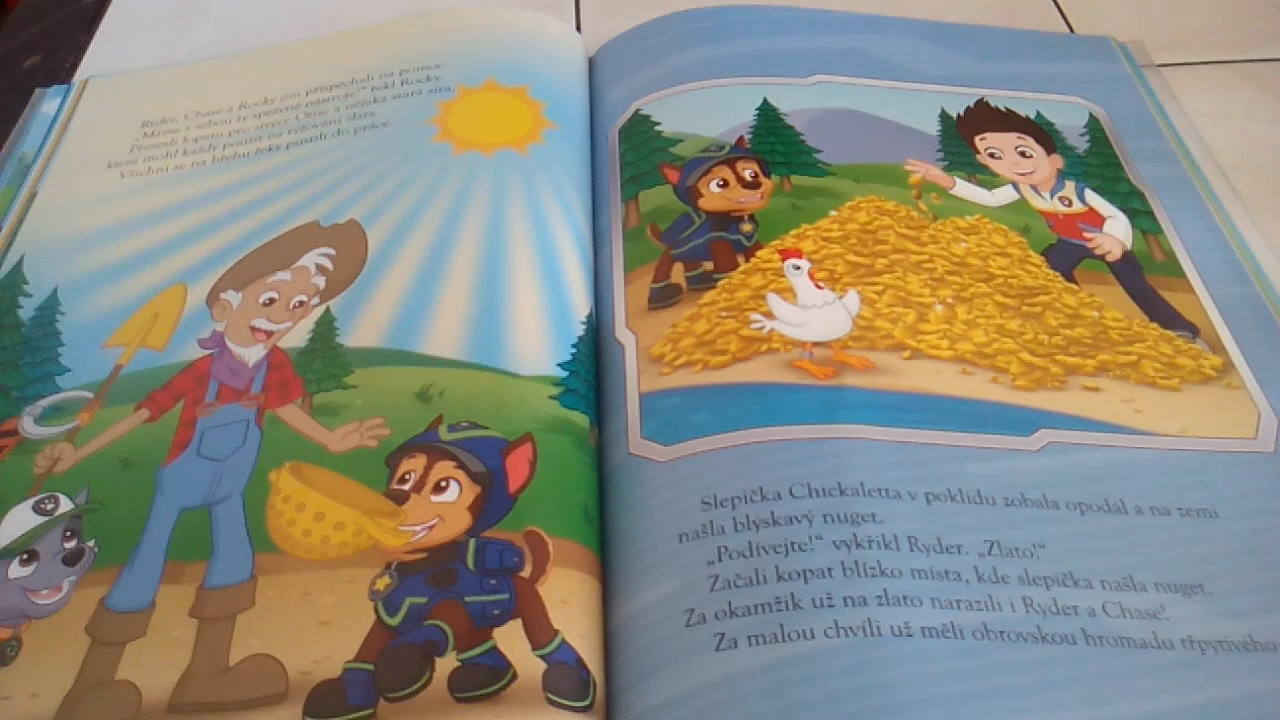 Ryder, Chase a Rocky jim přispěchali na pomoc.
„Máme s sebou ty správné nástroje!“ řekl Rocky.
Přinesli lopatu pro strýce Otise a nějaká stará síta,
která mohl každý použít na rýžování zlata.
Všichni se na břehu řeky pustili do práce.
Slepička Chickaletta v poklidu zobala opodál a na zemi
našla blýskavý nuget.
„Podívejte!“ vykřikl Ryder. „Zlato!“
Začali kopat blízko místa, kde slepička našla nuget.
Za okamžik už na zlato narazili i Ryder a Chase!
Za malou chvíli už měli obrovskou hromadu třpytivého